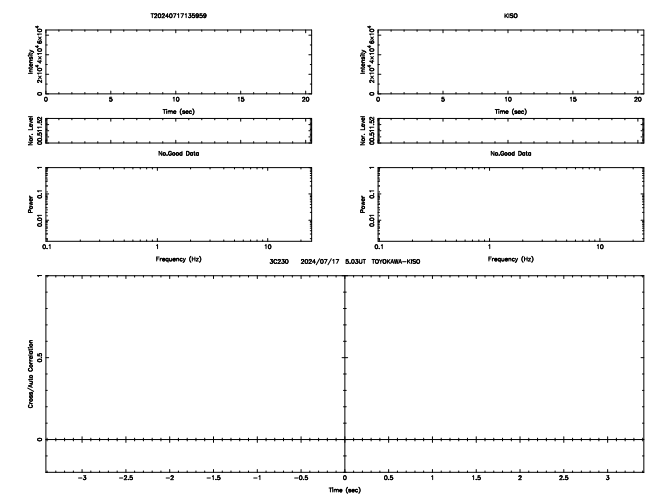 T20240717135959 KISO
Intensity
0 2×10⁴ 4×10⁴ 6×10⁴
0 5 10 15 20
Time (sec)
Intensity
0 2×10⁴ 4×10⁴ 6×10⁴
0 5 10 15 20
Time (sec)
Nor. Level
0 0.5 1 1.5 2
Nor. Level
0 0.5 1 1.5 2
No.Good Data No.Good Data
Power
0.01 0.1 1
0.1 1 10
Frequency (Hz)
Power
0.01 0.1 1
0.1 1 10
Frequency (Hz)
3C230 2024/07/17 5.03UT TOYOKAWA-KISO
Cross/Auto Correlation
0 0.5 1
-3 -2.5 -2 -1.5 -1 -0.5 0 0.5 1 1.5 2 2.5 3
Time (sec)